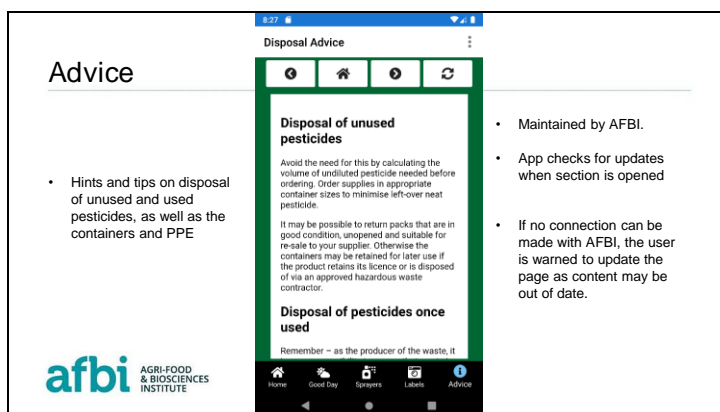 Advice
• Hints and tips on disposal
of unused and used
pesticides, as well as the
containers and PPE
afbi AGRI-FOOD
& BIOSCIENCES
INSTITUTE
8:27
Disposal Advice
Disposal of unused
pesticides
Avoid the need for this by calculating the
volume of undiluted pesticide needed before
ordering. Order supplies in appropriate
container sizes to minimise left-over neat
pesticide.
It may be possible to return packs that are in
good condition, unopened and suitable for
re-sale to your supplier. Otherwise the
containers may be retained for later use if
the product retains its licence or is disposed
of via an approved hazardous waste
contractor.
Disposal of pesticides once
used
Remember – as the producer of the waste, it
Home Good Day Sprayers Labels Advice
• Maintained by AFBI.
• App checks for updates
when section is opened
• If no connection can be
made with AFBI, the user
is warned to update the
page as content may be
out of date.